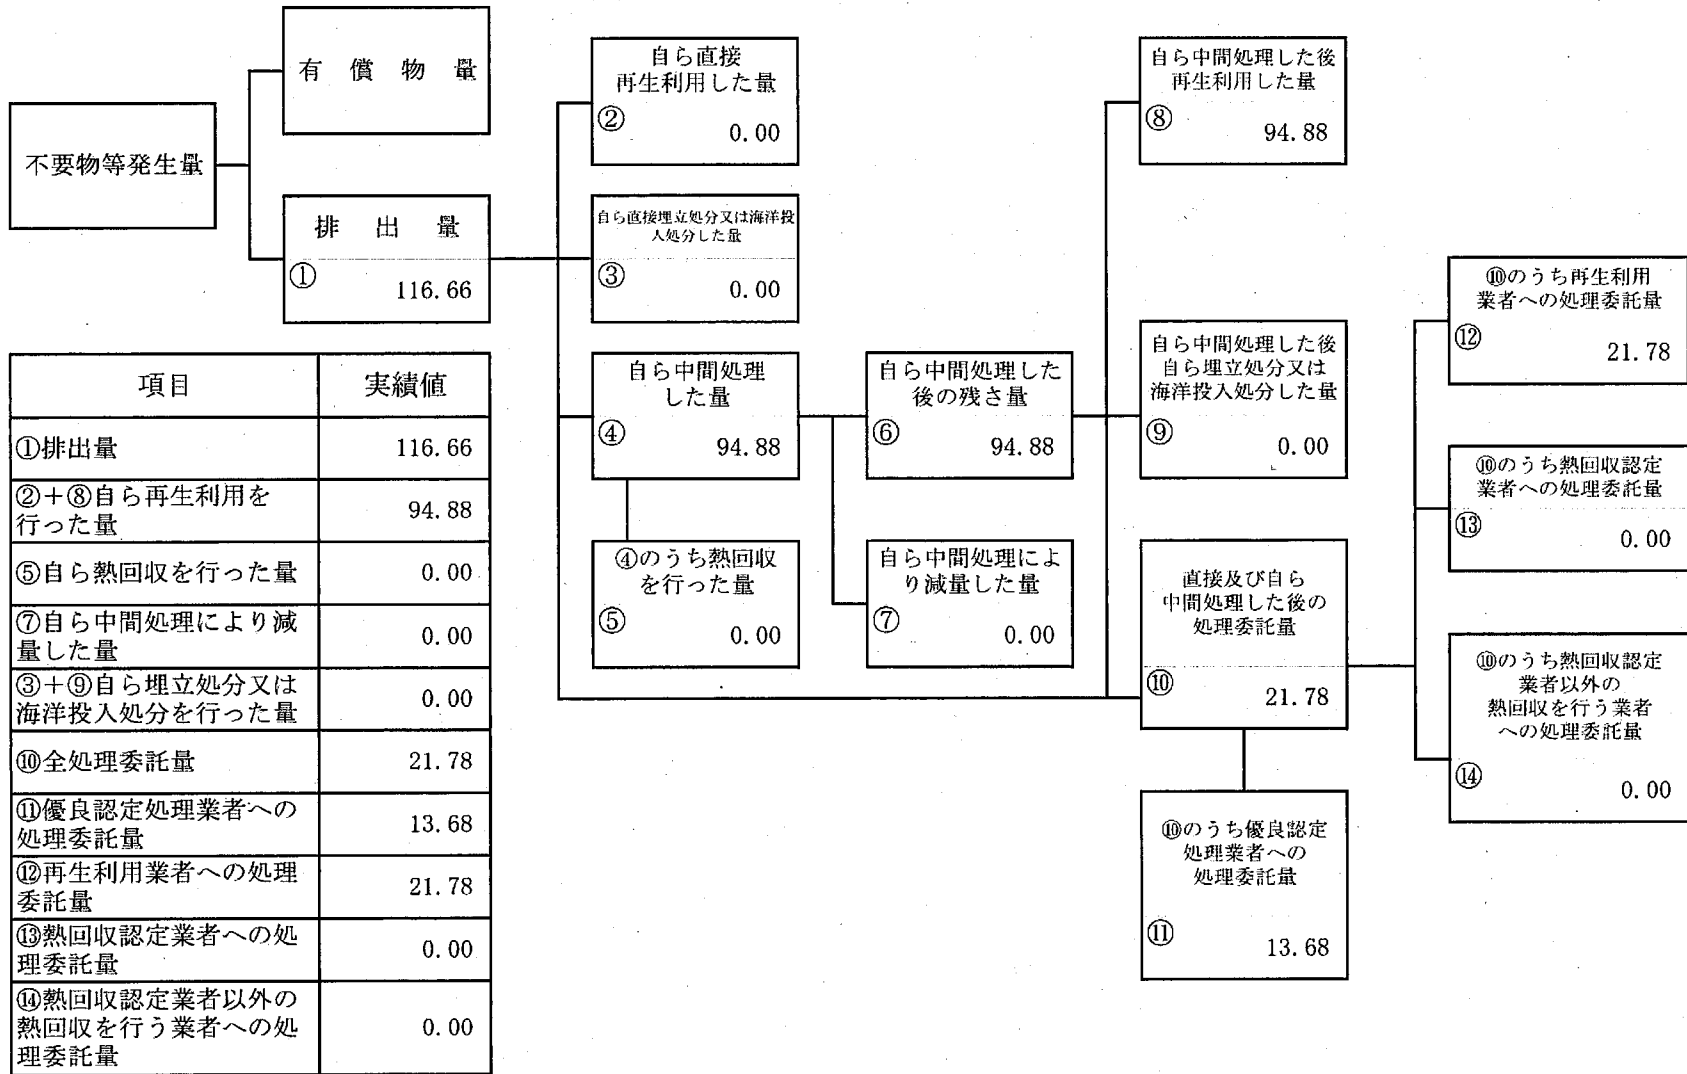 不要物等発生量
有 償 物 量
排 出 量
① 116.66
自ら直接
再生利用した量
② 0.00
自ら直接埋立処分又は海洋投
入処分した量
③ 0.00
自ら中間処理
した量
④ 94.88
④のうち熱回収
を行った量
⑤ 0.00
自ら中間処理した
後の残さ量
⑥ 94.88
自ら中間処理によ
り減量した量
⑦ 0.00
自ら中間処理した後
再生利用した量
⑧ 94.88
自ら中間処理した後
自ら埋立処分又は
海洋投入処分した量
⑨ 0.00
直接及び自ら
中間処理した後の
処理委託量
⑩ 21.78
⑩のうち優良認定
処理業者への
処理委託量
⑪ 13.68
⑩のうち再生利用
業者への処理委託量
⑫ 21.78
⑩のうち熱回収認定
業者への処理委託量
⑬ 0.00
⑩のうち熱回収認定
業者以外の
熱回収を行う業者
への処理委託量
⑭ 0.00
項目 実績値
①排出量 116.66
②+⑧自ら再生利用を
行った量 94.88
⑤自ら熱回収を行った量 0.00
⑦自ら中間処理により減
量した量 0.00
③+⑨自ら埋立処分又は
海洋投入処分を行った量 0.00
⑩全処理委託量 21.78
⑪優良認定処理業者への
処理委託量 13.68
⑫再生利用業者への処理
委託量 21.78
⑬熱回収認定業者への処
理委託量 0.00
⑭熱回収認定業者以外の
熱回収を行う業者への処
理委託量 0.00